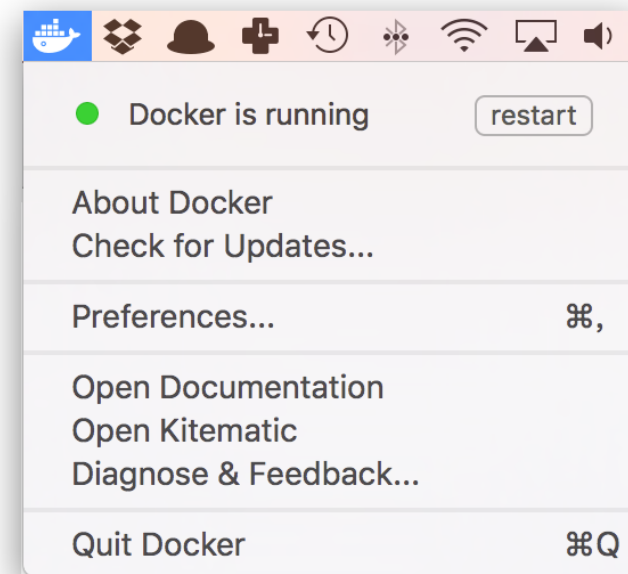 Docker is running restart
About Docker
Check for Updates...
Preferences... ⌘,
Open Documentation
Open Kitematic
Diagnose & Feedback...
Quit Docker ⌘Q